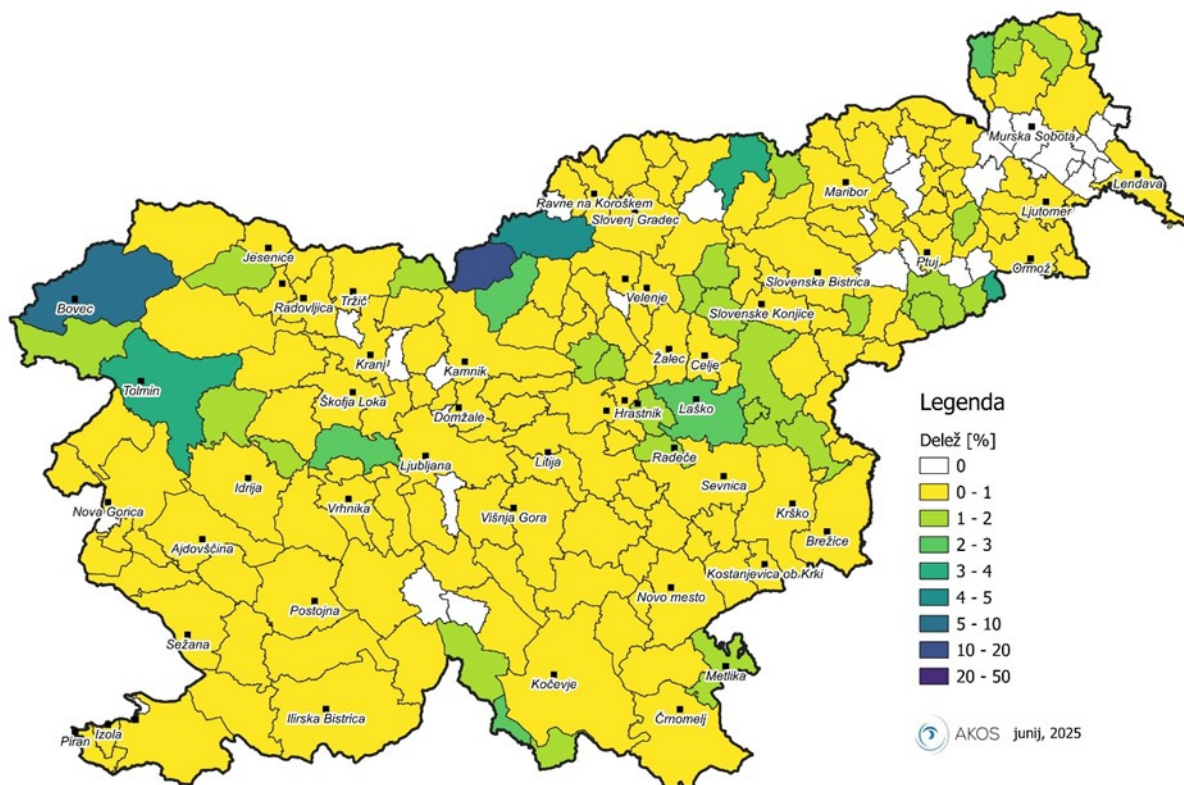 Murska Sobota
Lendava
Maribor
Ravne na Koroškem
Slovenj Gradec
Ljutomer
Jesenice
Ptuj
Ormož
Slovenska Bistrica
Velenje
Bovec
Radovljica
Tržič
Slovenske Konjice
Kranj
Kamnik
Žalec
Celje
Tolmin
Škofja Loka
Domžale
Hrastnik
Laško
Ljubljana
Litija
Radeče
Idrija
Sevnica
Nova Gorica
Vrhnika
Višnja Gora
Krško
Brežice
Ajdovščina
Kostanjevica ob Krki
Postojna
Novo mesto
Sežana
Kočevje
Metlika
Izola
Piran
Ilirska Bistrica
Črnomelj
Legenda
Delež [%]
0
0 - 1
1 - 2
2 - 3
3 - 4
4 - 5
5 - 10
10 - 20
20 - 50
AKOS junij, 2025